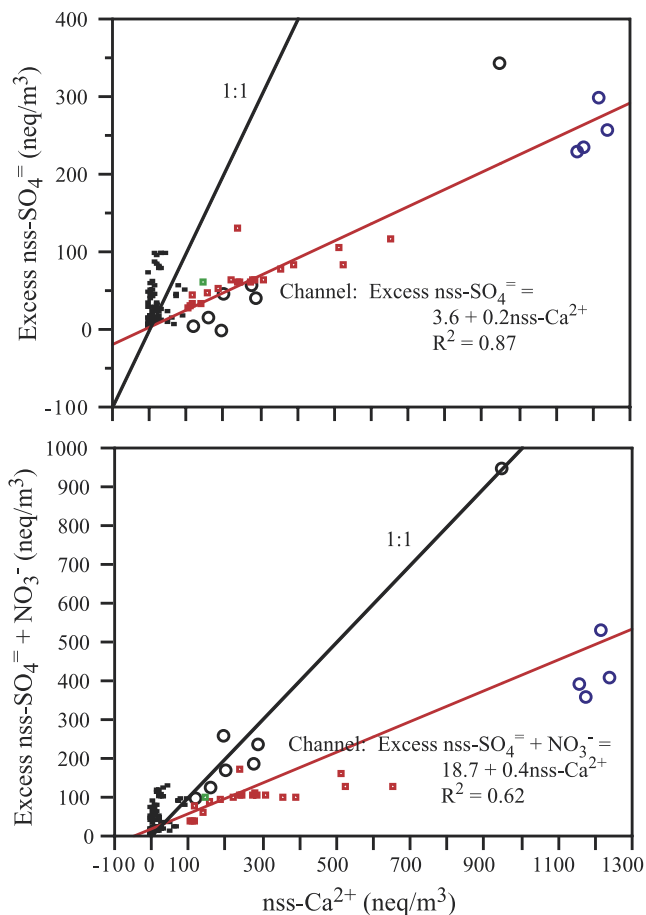 400
300
200
100
0
-100
Excess nss-SO₄⁼ (neq/m³)
1:1
Channel: Excess nss-SO₄⁼ =
3.6 + 0.2nss-Ca²⁺
R² = 0.87
1000
900
800
700
600
500
400
300
200
100
0
Excess nss-SO₄⁼ + NO₃⁻ (neq/m³)
1:1
Channel: Excess nss-SO₄⁼ + NO₃⁻ =
18.7 + 0.4nss-Ca²⁺
R² = 0.62
-100 0 100 300 500 700 900 1100 1300
nss-Ca²⁺ (neq/m³)